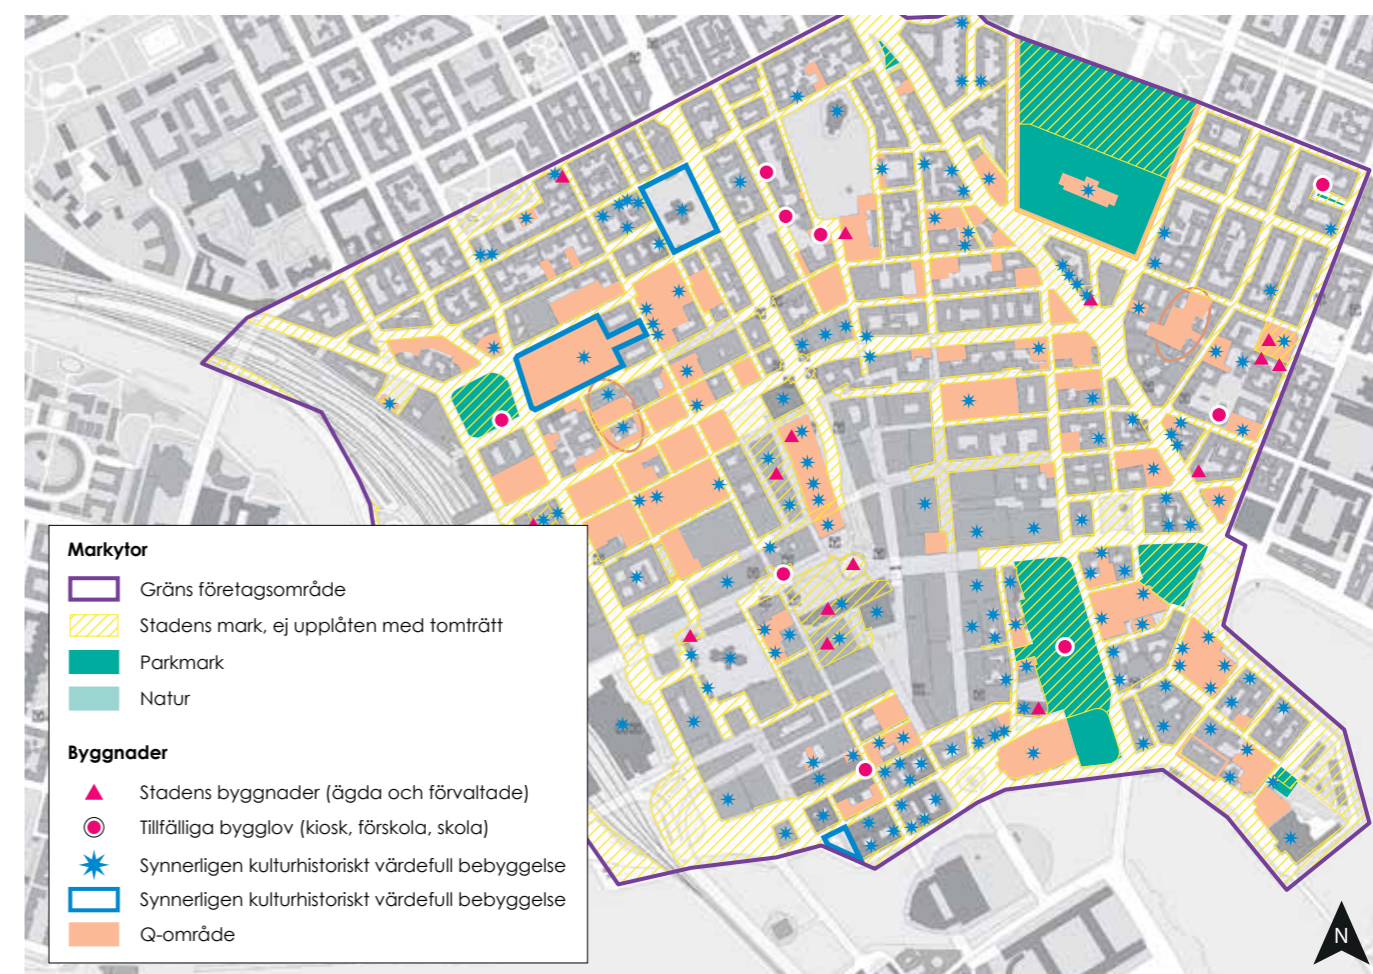 Markytor
Gräns företagsområde
Stadens mark, ej upplåten med tomträtt
Parkmark
Natur
Byggnader
Stadens byggnader (ägda och förvaltade)
Tillfälliga bygglov (kiosk, förskola, skola)
Synnerligen kulturhistoriskt värdefull bebyggelse
Synnerligen kulturhistoriskt värdefull bebyggelse
Q-område
N